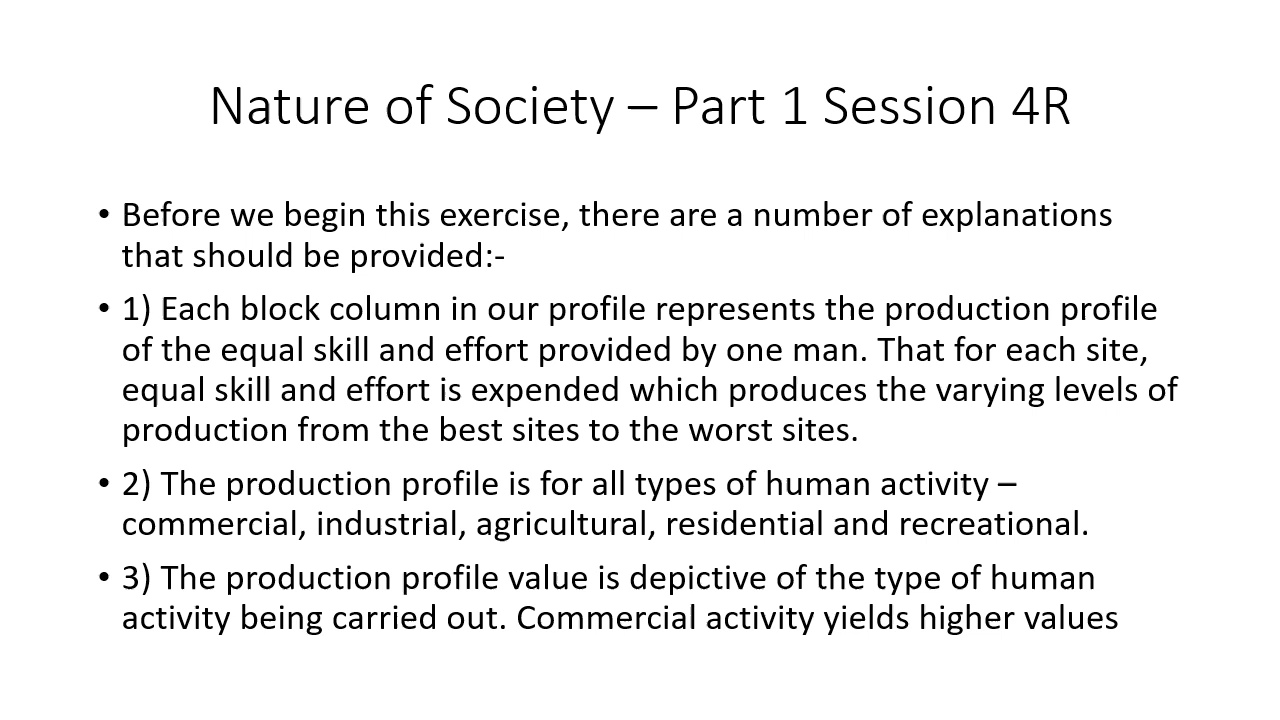 Nature of Society – Part 1 Session 4R
• Before we begin this exercise, there are a number of explanations
that should be provided:-
• 1) Each block column in our profile represents the production profile
of the equal skill and effort provided by one man. That for each site,
equal skill and effort is expended which produces the varying levels of
production from the best sites to the worst sites.
• 2) The production profile is for all types of human activity –
commercial, industrial, agricultural, residential and recreational.
• 3) The production profile value is depictive of the type of human
activity being carried out. Commercial activity yields higher values